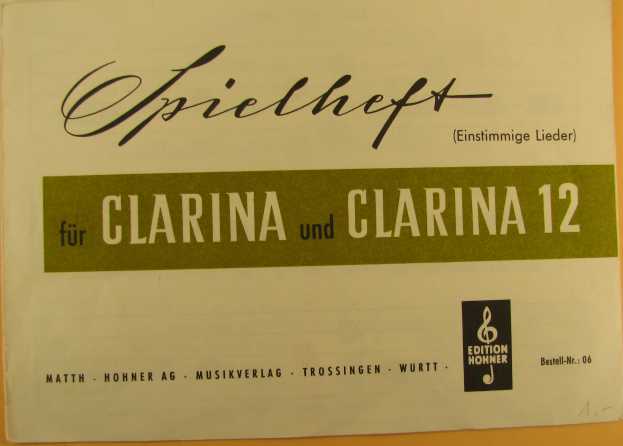 Spielheft
(Einstimmige Lieder)
für CLARINA und CLARINA 12
EDITION
HOHNER
MATTH · HOHNER AG · MUSIKVERLAG · TROSSINGEN · WURTT ·
Bestell-Nr.: 06
1,-